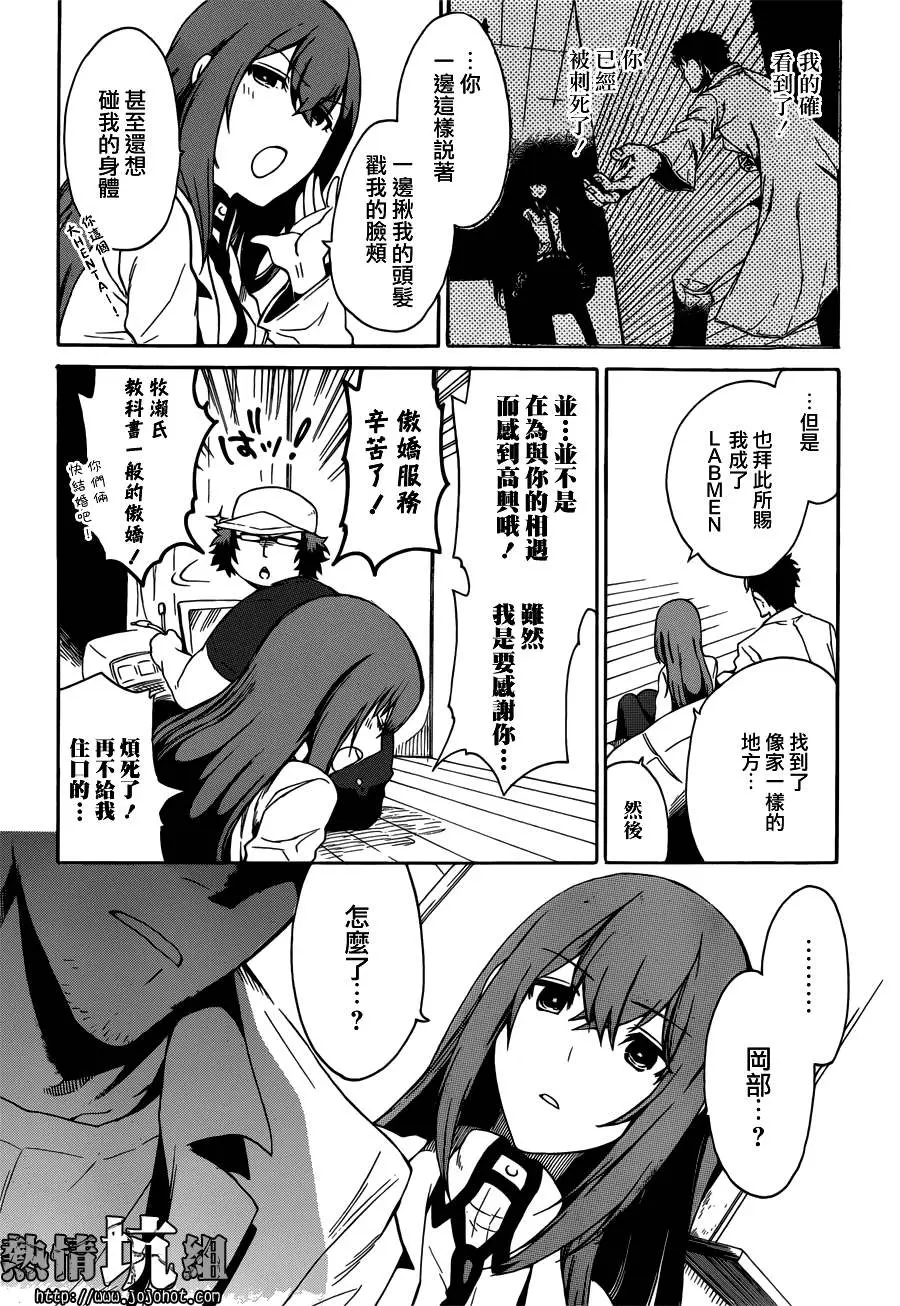 我的確
看到了！
你
已經
被刺死了！
…你
一邊這樣説著
一邊揪我的頭髮
戳我的臉頰
甚至還想
碰我的身體
你這個
大HENTAI！！
…但是
也拜此所賜
我成了
LABMEN
找到了
像家一樣的
地方…
然後
並…並不是
在為與你的相遇
而感到高興哦！
雖然
我是要感謝你…
傲嬌服務
辛苦了！
ばっ！
牧瀨氏
教科書一般的傲嬌！
你們倆
快結婚吧！
煩死了！
再不給我
住口的…
………
岡部…？
怎麼了…？
熱情坑組
http://www.jojohot.com